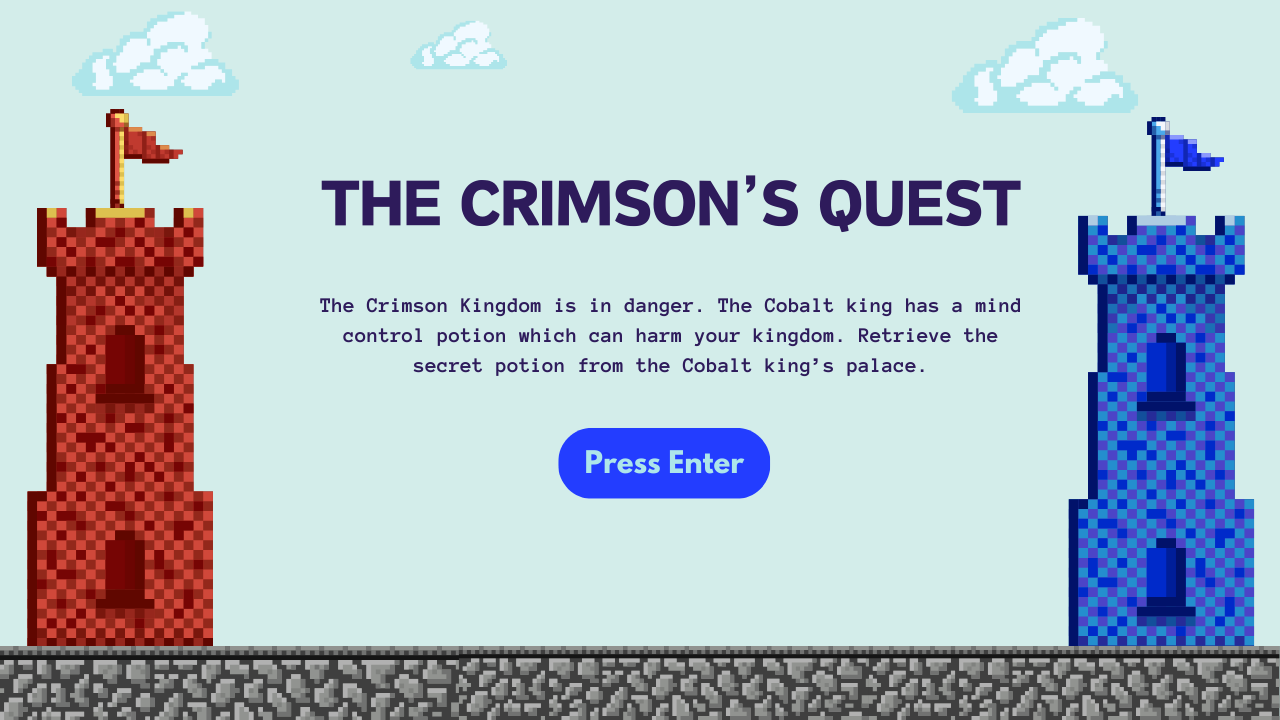 THE CRIMSON’S QUEST
The Crimson Kingdom is in danger. The Cobalt king has a mind
control potion which can harm your kingdom. Retrieve the
secret potion from the Cobalt king’s palace.
Press Enter